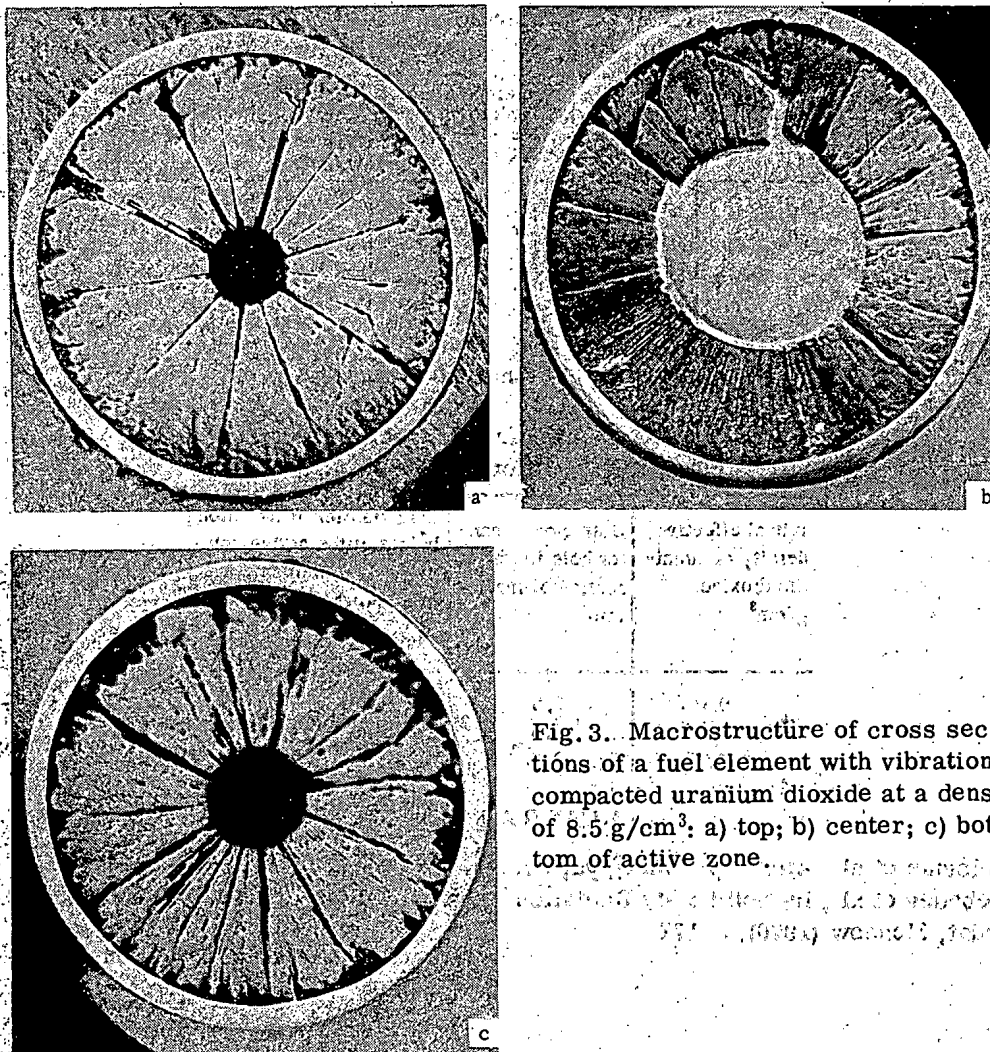 a
b
c
Fig. 3. Macrostructure of cross sec-
tions of a fuel element with vibration-
compacted uranium dioxide at a dens
of 8.5 g/cm³: a) top; b) center; c) bot-
tom of active zone.